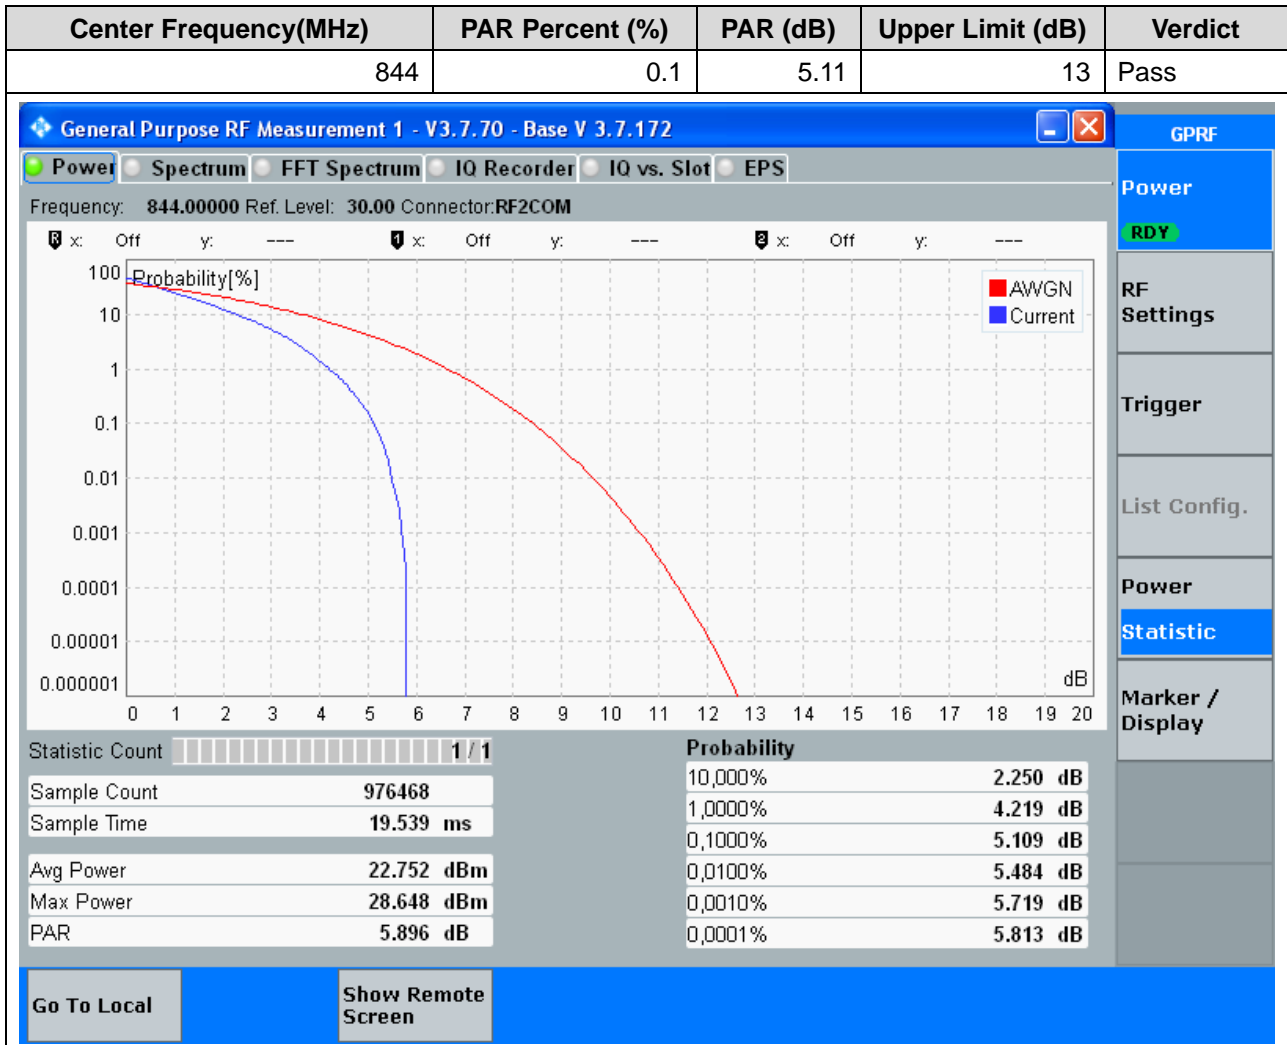 Center Frequency(MHz) PAR Percent (%) PAR (dB) Upper Limit (dB) Verdict
844 0.1 5.11 13 Pass
General Purpose RF Measurement 1 - V3.7.70 - Base V 3.7.172
GPRF
Power Spectrum FFT Spectrum IQ Recorder IQ vs. Slot EPS
Frequency: 844.00000 Ref. Level: 30.00 Connector:RF2COM
R x: Off y: --- 1 x: Off y: --- 2 x: Off y: ---
Probability[%]
100
10
1
0.1
0.01
0.001
0.0001
0.00001
0.000001
AWGN
Current
dB
0 1 2 3 4 5 6 7 8 9 10 11 12 13 14 15 16 17 18 19 20
Statistic Count 1 / 1
Sample Count 976468
Sample Time 19.539 ms
Avg Power 22.752 dBm
Max Power 28.648 dBm
PAR 5.896 dB
Probability
10,000% 2.250 dB
1,0000% 4.219 dB
0,1000% 5.109 dB
0,0100% 5.484 dB
0,0010% 5.719 dB
0,0001% 5.813 dB
Power
RDY
RF
Settings
Trigger
List Config.
Power
Statistic
Marker /
Display
Go To Local
Show Remote
Screen